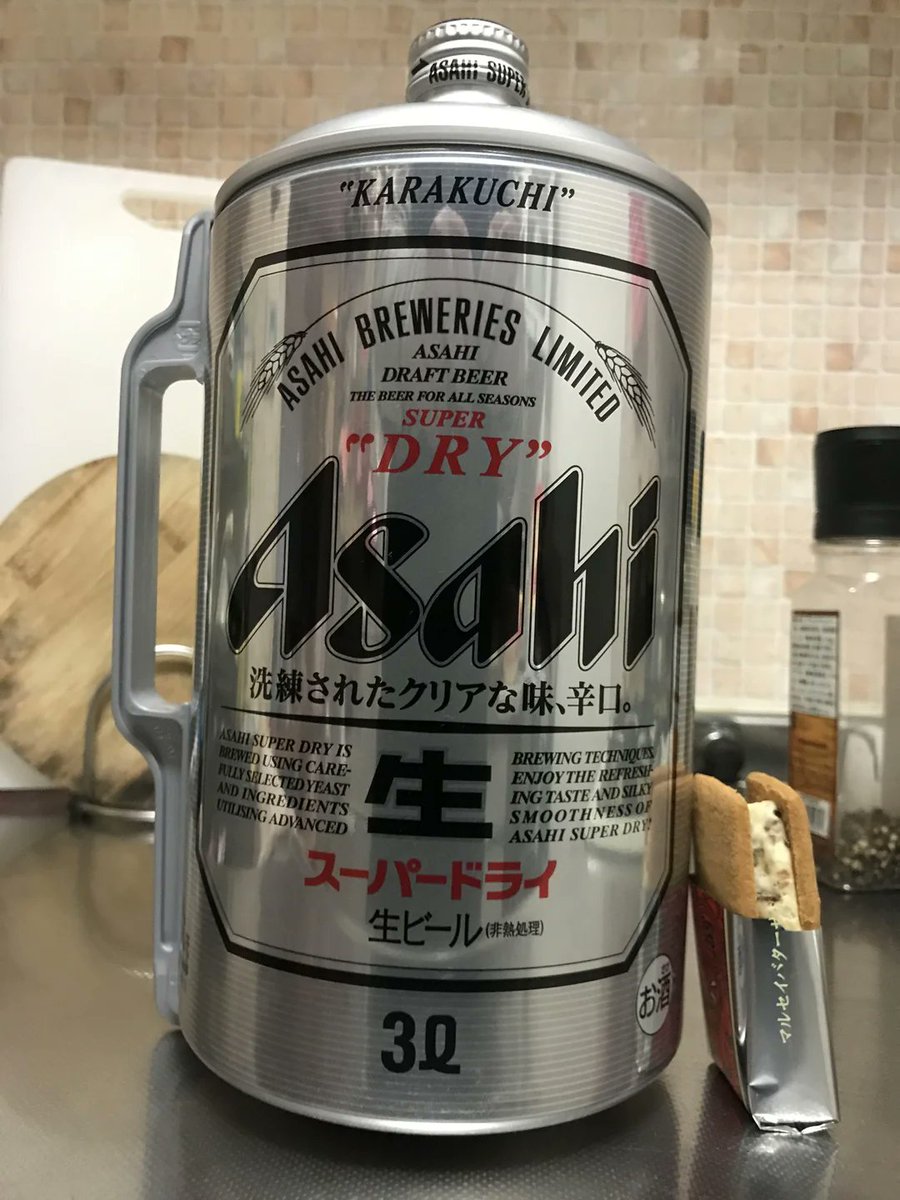 ASAHI SUPER
"KARAKUCHI"
ASAHI BREWERIES LIMITED
ASAHI
DRAFT BEER
THE BEER FOR ALL SEASONS
SUPER
"DRY"
Asahi
洗練されたクリアな味、辛口。
ASAHI SUPER DRY IS
BREWED USING CARE-
FULLY SELECTED YEAST
AND INGREDIENTS
UTILISING ADVANCED
生
BREWING TECHNIQUES.
ENJOY THE REFRESH-
ING TASTE AND SILKY
SMOOTHNESS OF
ASAHI SUPER DRY!
スーパードライ
生ビール(非熱処理)
お酒
3ℓ
マルセイバター